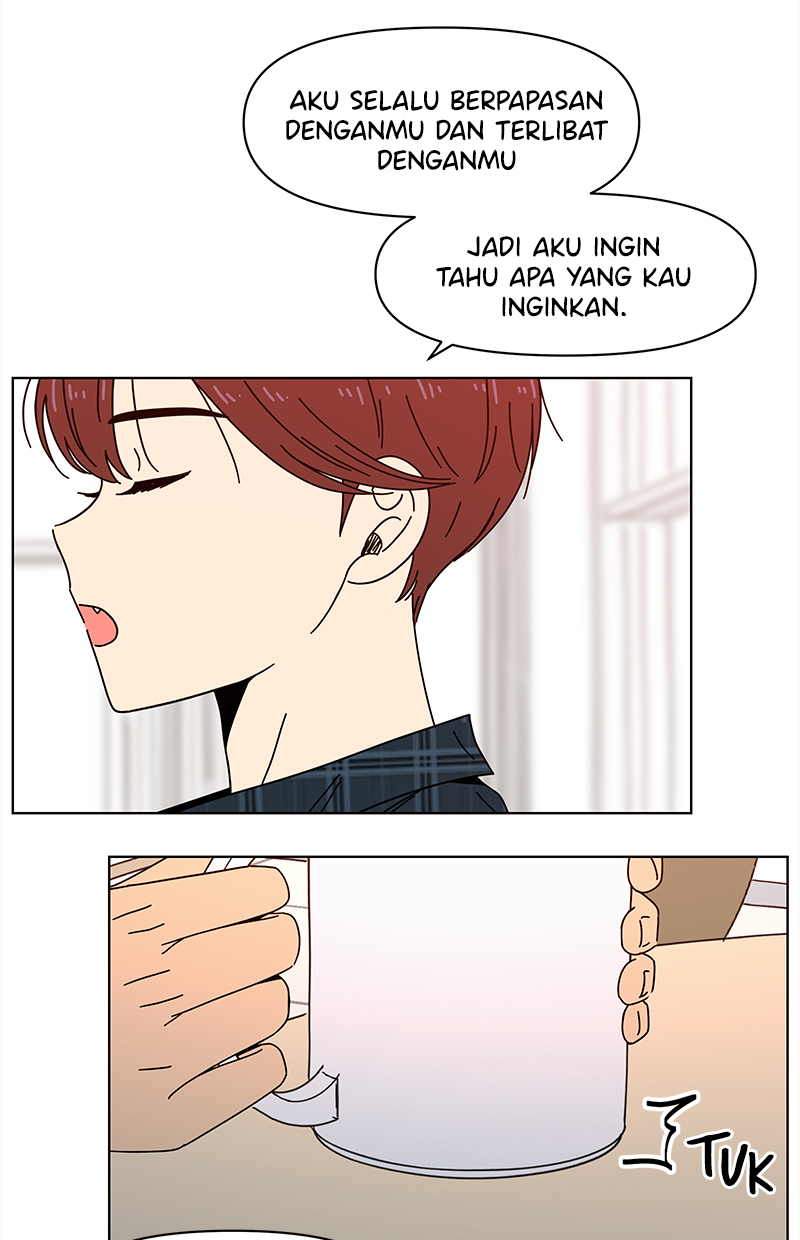 AKU SELALU BERPAPASAN
DENGANMU DAN TERLIBAT
DENGANMU
JADI AKU INGIN
TAHU APA YANG KAU
INGINKAN.
TUK